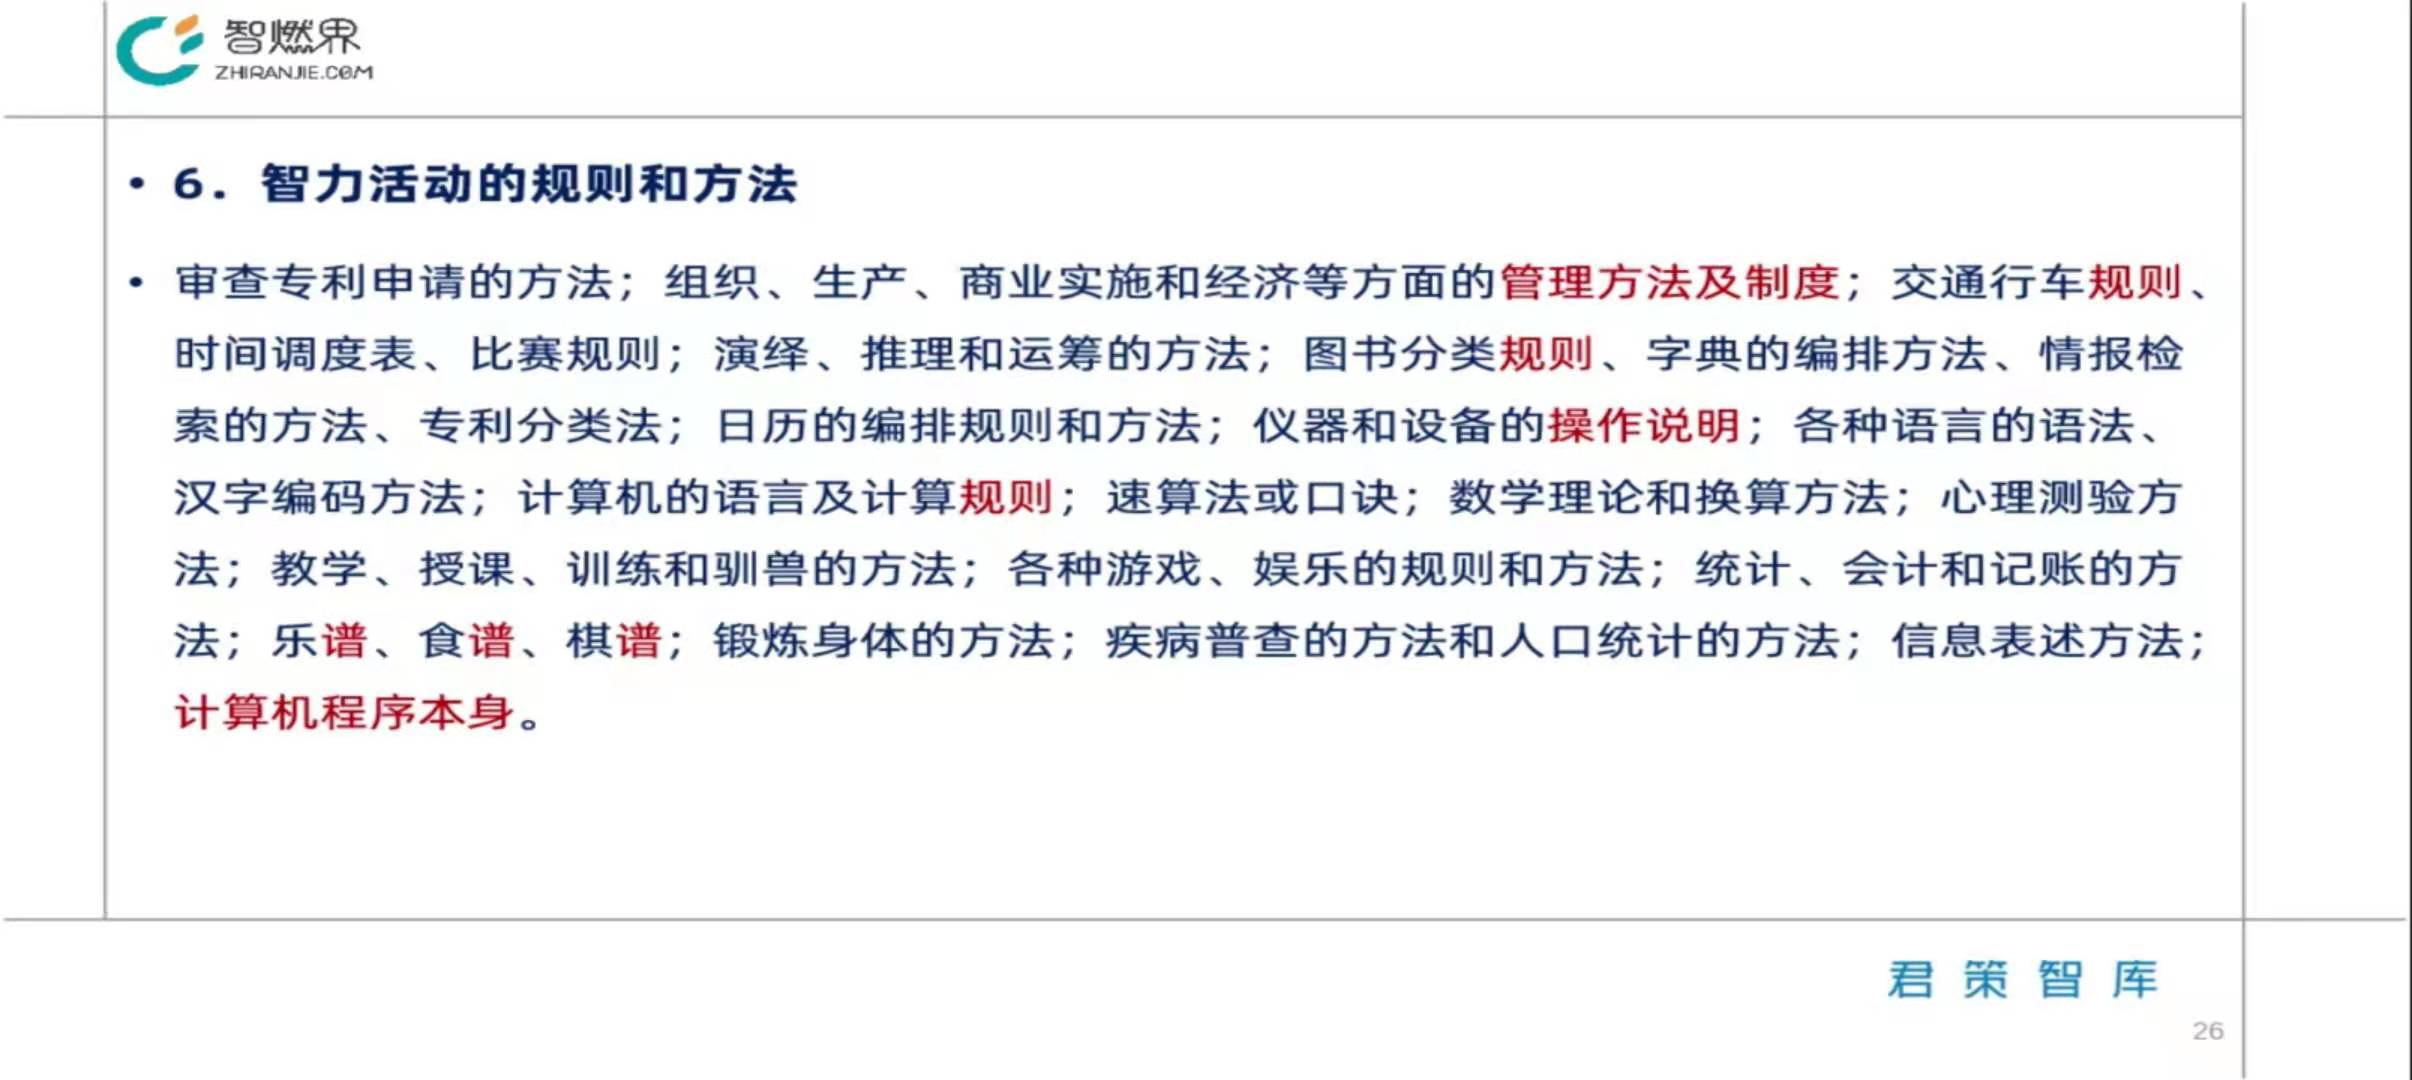 智燃界
ZHIRANJIE.COM
• 6. 智力活动的规则和方法
• 审查专利申请的方法；组织、生产、商业实施和经济等方面的管理方法及制度；交通行车规则、
时间调度表、比赛规则；演绎、推理和运筹的方法；图书分类规则、字典的编排方法、情报检
索的方法、专利分类法；日历的编排规则和方法；仪器和设备的操作说明；各种语言的语法、
汉字编码方法；计算机的语言及计算规则；速算法或口诀；数学理论和换算方法；心理测验方
法；教学、授课、训练和驯兽的方法；各种游戏、娱乐的规则和方法；统计、会计和记账的方
法；乐谱、食谱、棋谱；锻炼身体的方法；疾病普查的方法和人口统计的方法；信息表述方法；
计算机程序本身。
君策智库
26